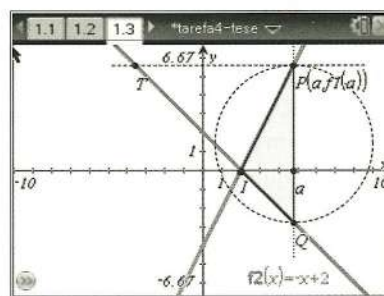 1.1 1.2 1.3 *tarefa4-tese
6.67 y
T P(a,f1(a))
1
-10 1 I a 10
Q
-6.67 f2(x)=-x+2